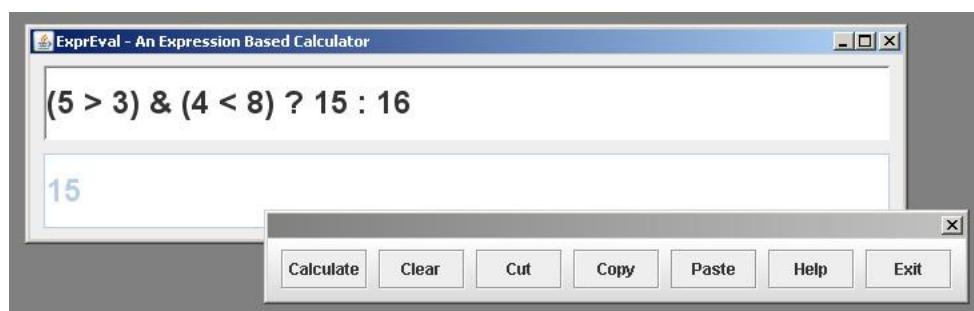 ExprEval - An Expression Based Calculator
(5 > 3) & (4 < 8) ? 15 : 16
15
Calculate Clear Cut Copy Paste Help Exit